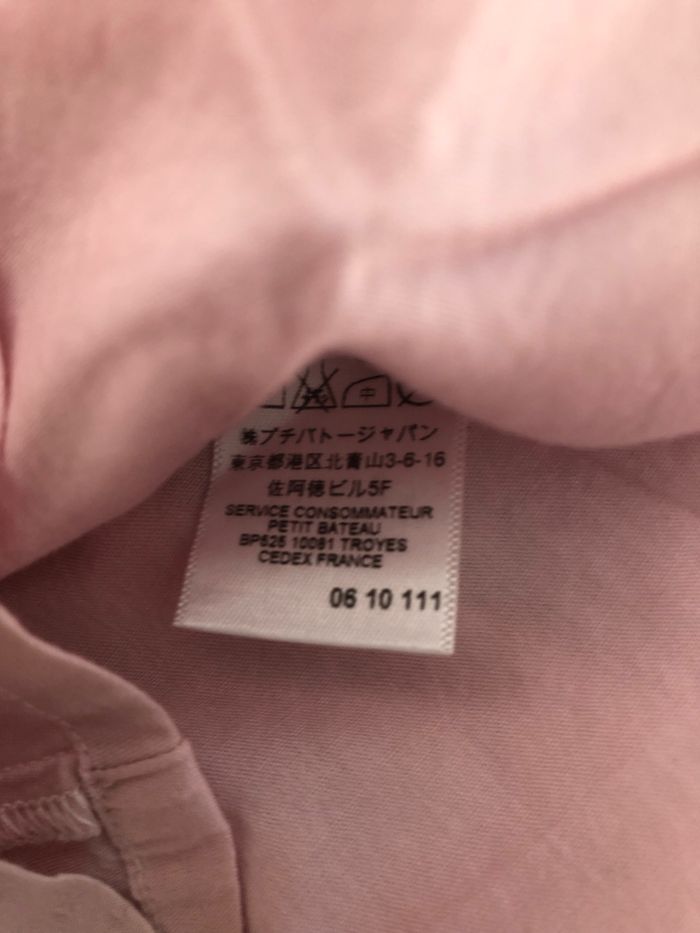 中
㈱プチバトージャパン
東京都港区北青山3-6-16
佐阿徳ビル5F
SERVICE CONSOMMATEUR
PETIT BATEAU
BP525 10081 TROYES
CEDEX FRANCE
06 10 111